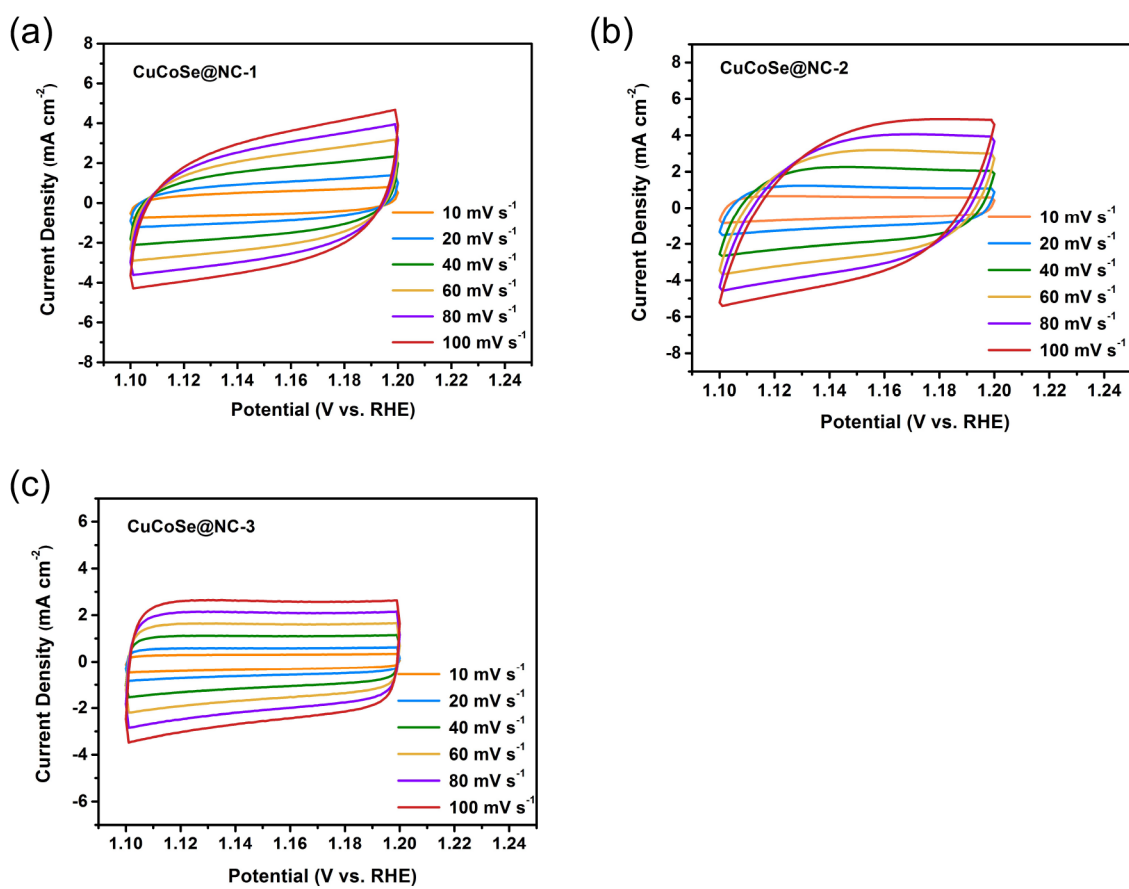 (a)
CuCoSe@NC-1
Current Density (mA cm⁻²)
8
6
4
2
0
-2
-4
-6
-8
10 mV s⁻¹
20 mV s⁻¹
40 mV s⁻¹
60 mV s⁻¹
80 mV s⁻¹
100 mV s⁻¹
1.10 1.12 1.14 1.16 1.18 1.20 1.22 1.24
Potential (V vs. RHE)
(b)
CuCoSe@NC-2
Current Density (mA cm⁻²)
8
6
4
2
0
-2
-4
-6
-8
10 mV s⁻¹
20 mV s⁻¹
40 mV s⁻¹
60 mV s⁻¹
80 mV s⁻¹
100 mV s⁻¹
1.10 1.12 1.14 1.16 1.18 1.20 1.22 1.24
Potential (V vs. RHE)
(c)
CuCoSe@NC-3
Current Density (mA cm⁻²)
6
4
2
0
-2
-4
-6
10 mV s⁻¹
20 mV s⁻¹
40 mV s⁻¹
60 mV s⁻¹
80 mV s⁻¹
100 mV s⁻¹
1.10 1.12 1.14 1.16 1.18 1.20 1.22 1.24
Potential (V vs. RHE)